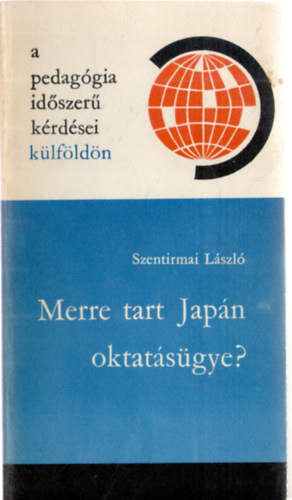 a
pedagógia
időszerű
kérdései
külföldön
Szentirmai László
Merre tart Japán
oktatásügye?